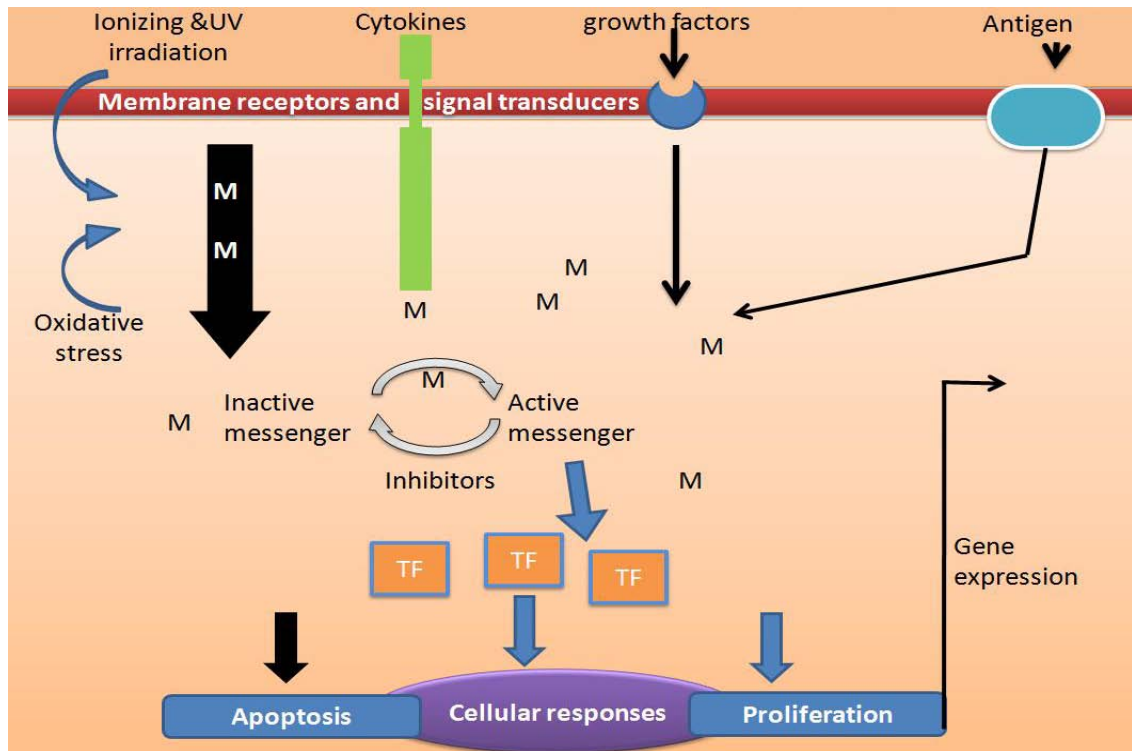 Ionizing &UV
irradiation
Cytokines
growth factors
Antigen
Membrane receptors and signal transducers
M
M
M
M
M
M
Oxidative
stress
M
M
Inactive
messenger
Active
messenger
Inhibitors
M
TF
TF
TF
Gene
expression
Apoptosis
Cellular responses
Proliferation